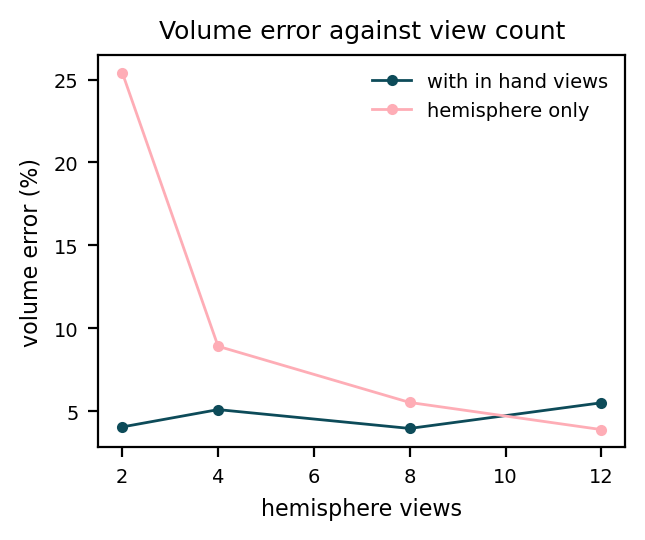 Volume error against view count
with in hand views
hemisphere only
volume error (%)
25
20
15
10
5
2 4 6 8 10 12
hemisphere views